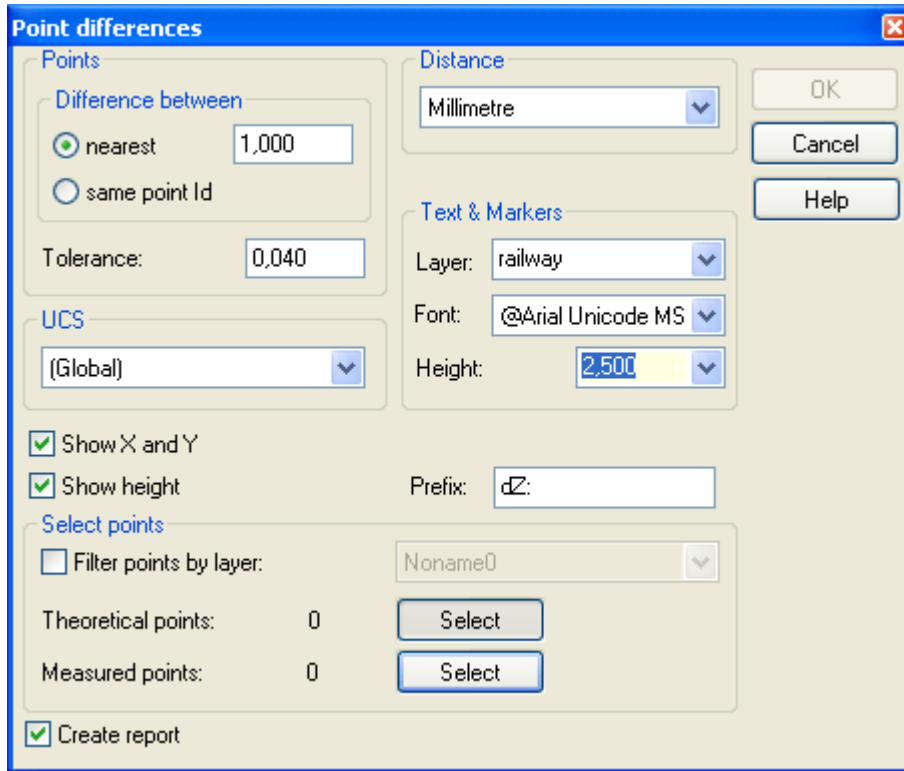 Point differences
Points
Difference between
nearest 1,000
same point Id
Tolerance: 0,040
UCS
(Global)
Distance
Millimetre
Text & Markers
Layer: railway
Font: @Arial Unicode MS
Height: 2,500
OK
Cancel
Help
Show X and Y
Show height Prefix: dZ:
Select points
Filter points by layer: Noname0
Theoretical points: 0 Select
Measured points: 0 Select
Create report